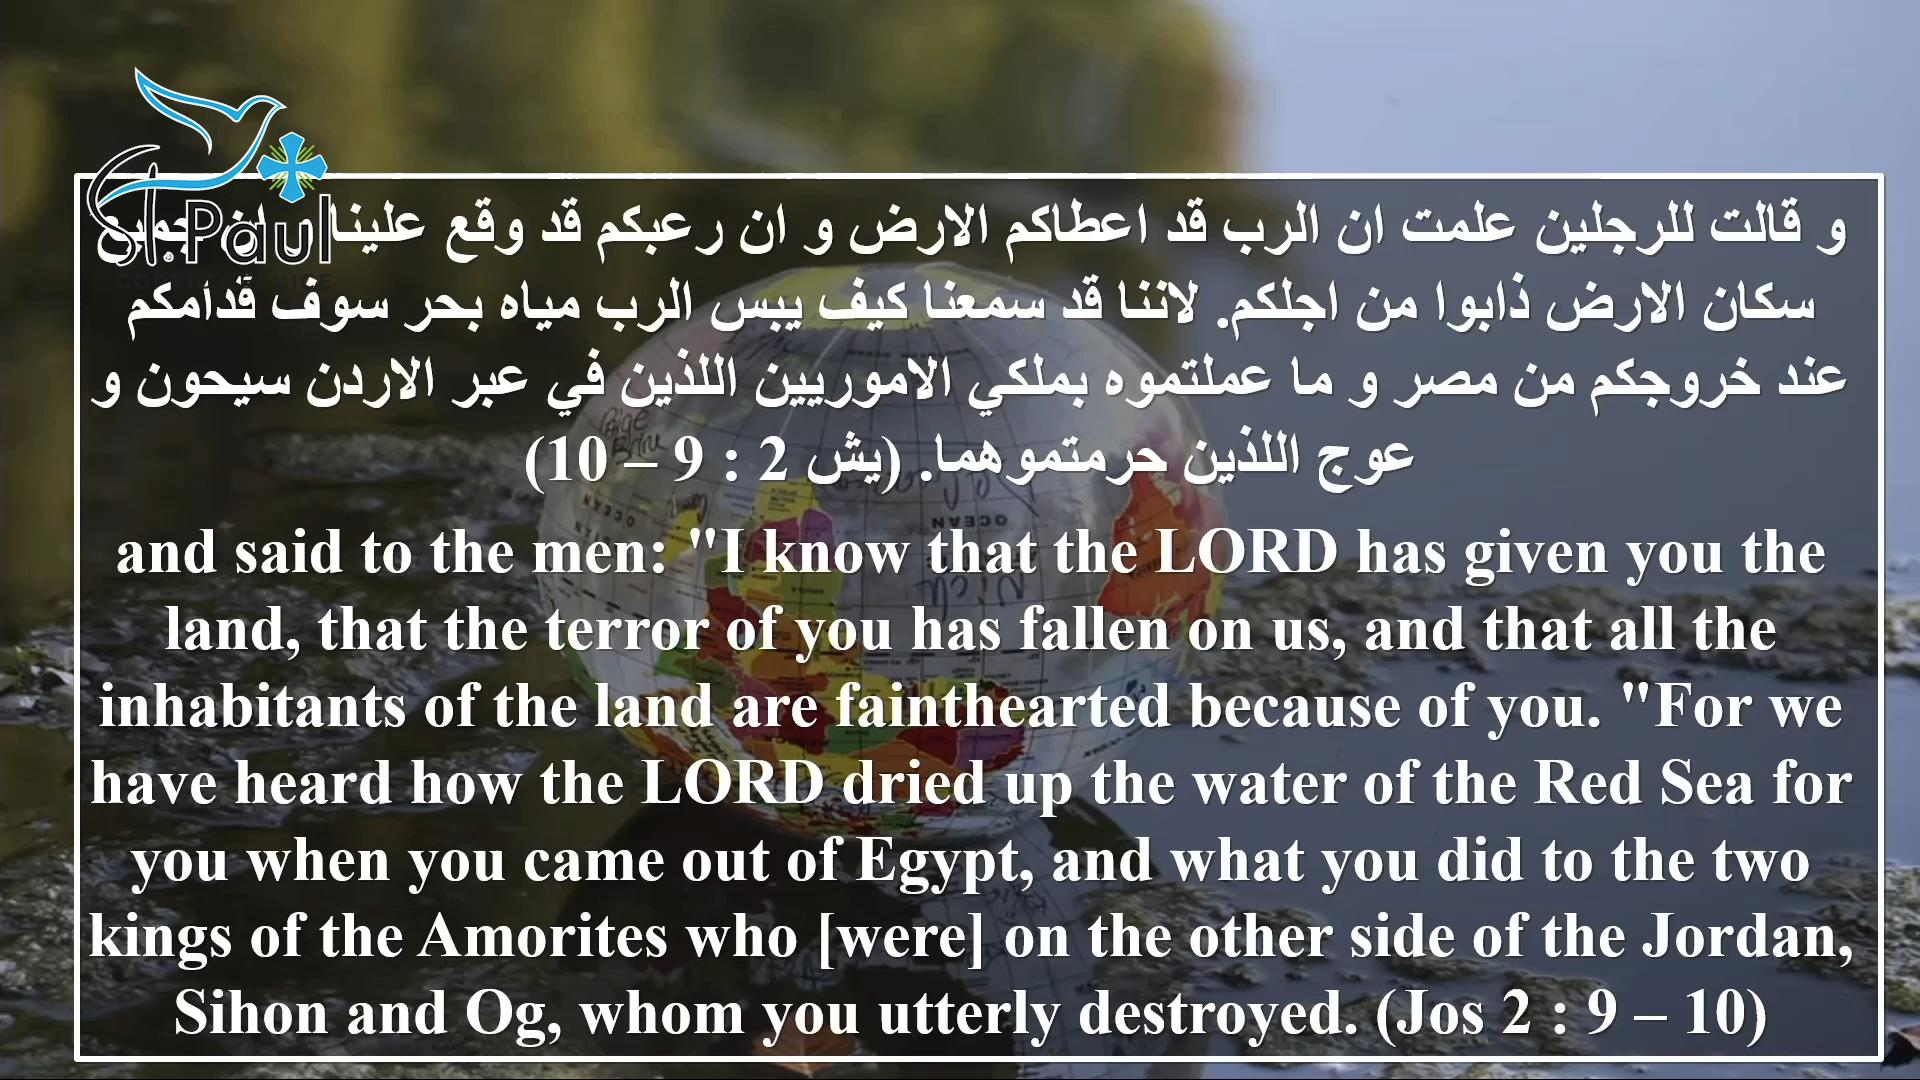 St.Paul
و قالت للرجلين علمت ان الرب قد اعطاكم الارض و ان رعبكم قد وقع علينا و ان جميع
سكان الارض ذابوا من اجلكم. لاننا قد سمعنا كيف يبس الرب مياه بحر سوف قدأمكم
عند خروجكم من مصر و ما عملتموه بملكي الاموريين اللذين في عبر الاردن سيحون و
عوج اللذين حرمتموهما. (يش 2 : 9 – 10)
and said to the men: "I know that the LORD has given you the
land, that the terror of you has fallen on us, and that all the
inhabitants of the land are fainthearted because of you. "For we
have heard how the LORD dried up the water of the Red Sea for
you when you came out of Egypt, and what you did to the two
kings of the Amorites who [were] on the other side of the Jordan,
Sihon and Og, whom you utterly destroyed. (Jos 2 : 9 – 10)
OCEAN
OCEAN